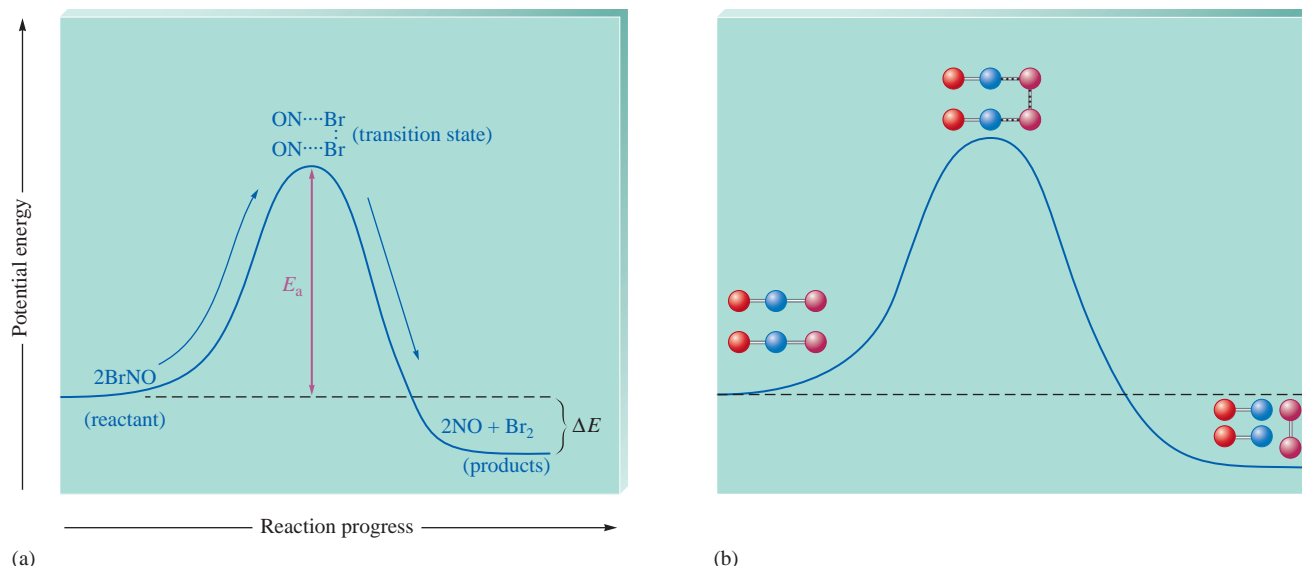 Potential energy
ON····Br
(transition state)
ON····Br
Eₐ
2BrNO
(reactant)
2NO + Br₂
(products)
ΔE
Reaction progress
(a)
(b)